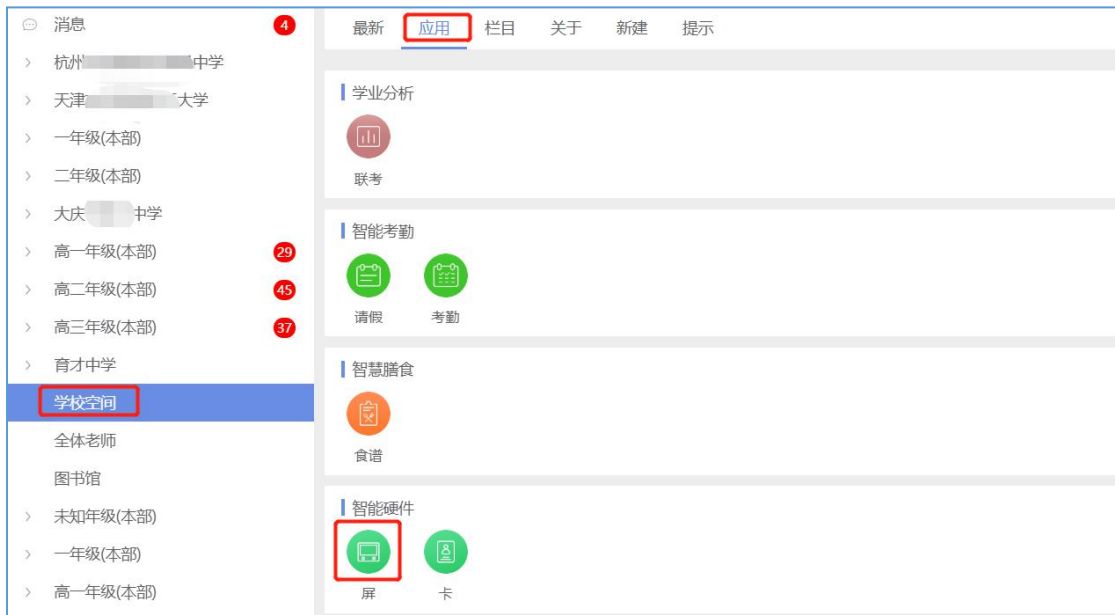 消息
4
杭州 中学
天津 大学
一年级(本部)
二年级(本部)
大庆 中学
高一年级(本部)
29
高二年级(本部)
45
高三年级(本部)
37
育才中学
学校空间
全体老师
图书馆
未知年级(本部)
一年级(本部)
高一年级(本部)
最新 应用 栏目 关于 新建 提示
学业分析
联考
智能考勤
请假 考勤
智慧膳食
食谱
智能硬件
屏 卡